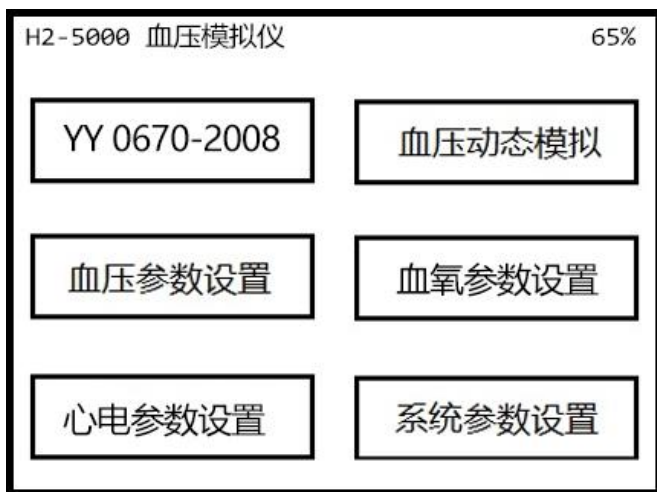 H2-5000 血压模拟仪 65%
YY 0670-2008 血压动态模拟
血压参数设置 血氧参数设置
心电参数设置 系统参数设置